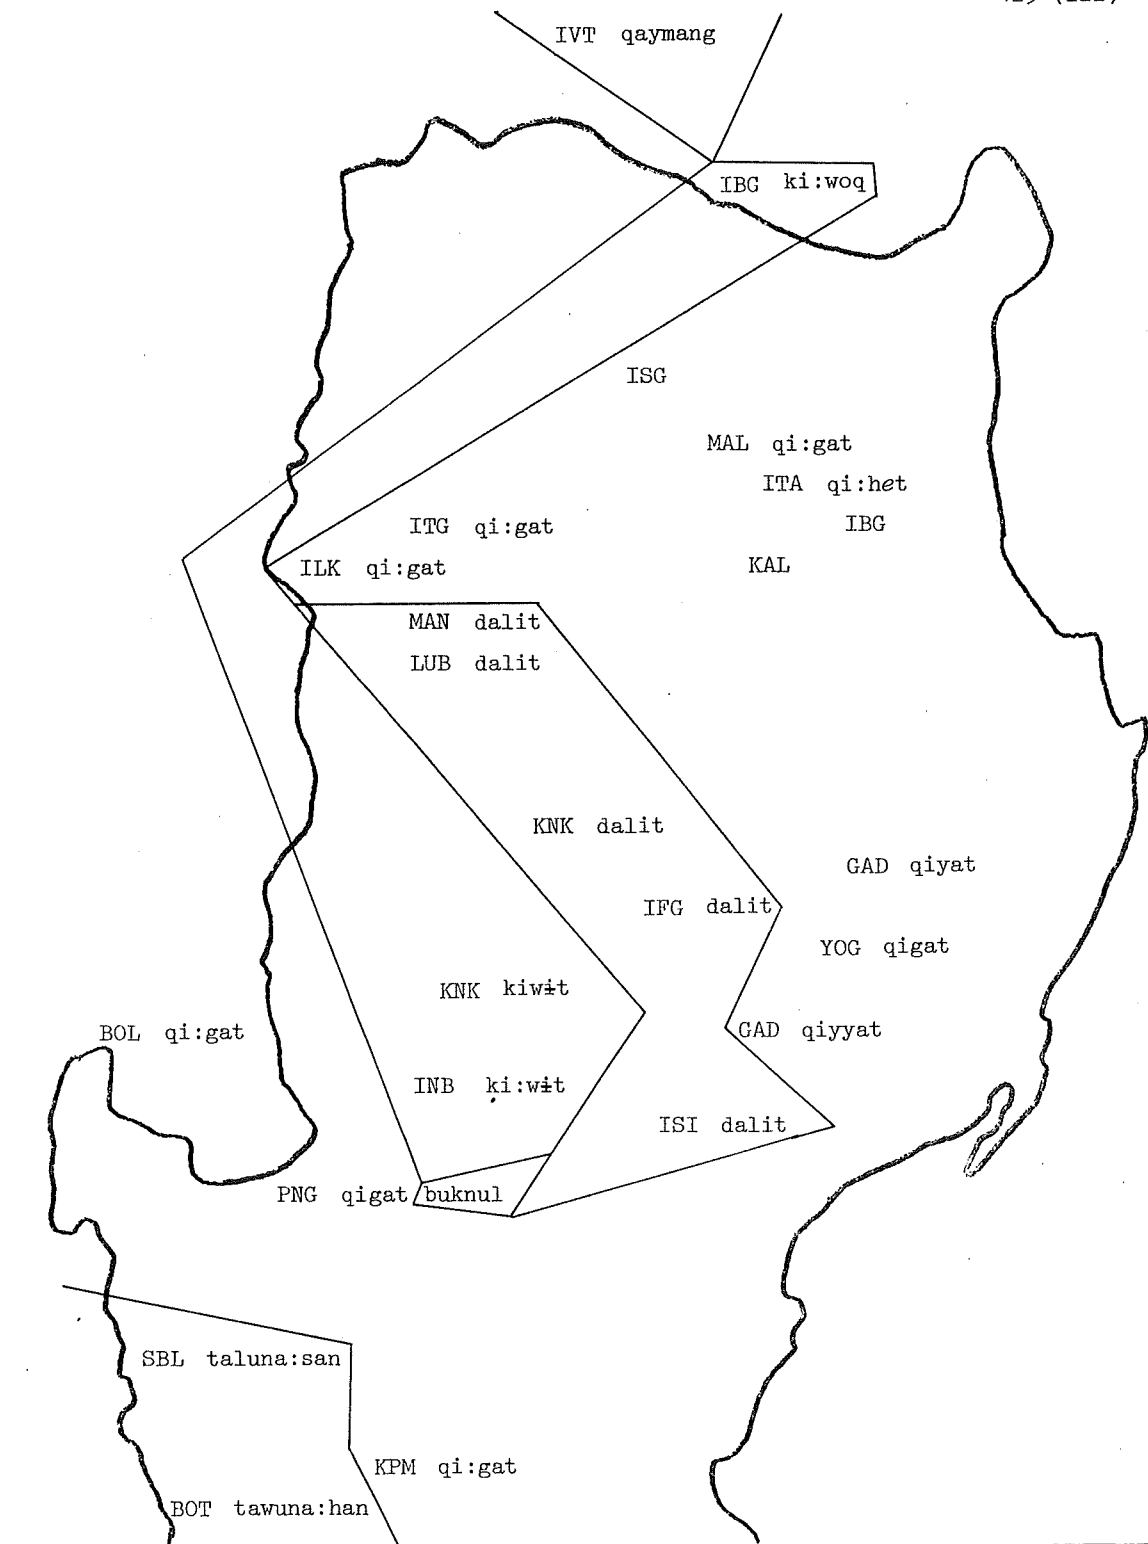 IVT qaymang
IBG ki:woq
ISG
MAL qi:gat
ITA qi:het
IBG
ITG qi:gat
KAL
ILK qi:gat
MAN dalit
LUB dalit
KNK dalit
GAD qiyat
IFG dalit
YOG qigat
KNK kiwɨt
BOL qi:gat
GAD qiyyat
INB ki:wɨt
ISI dalit
PNG qigat buknul
SBL taluna:san
KPM qi:gat
BOT tawuna:han